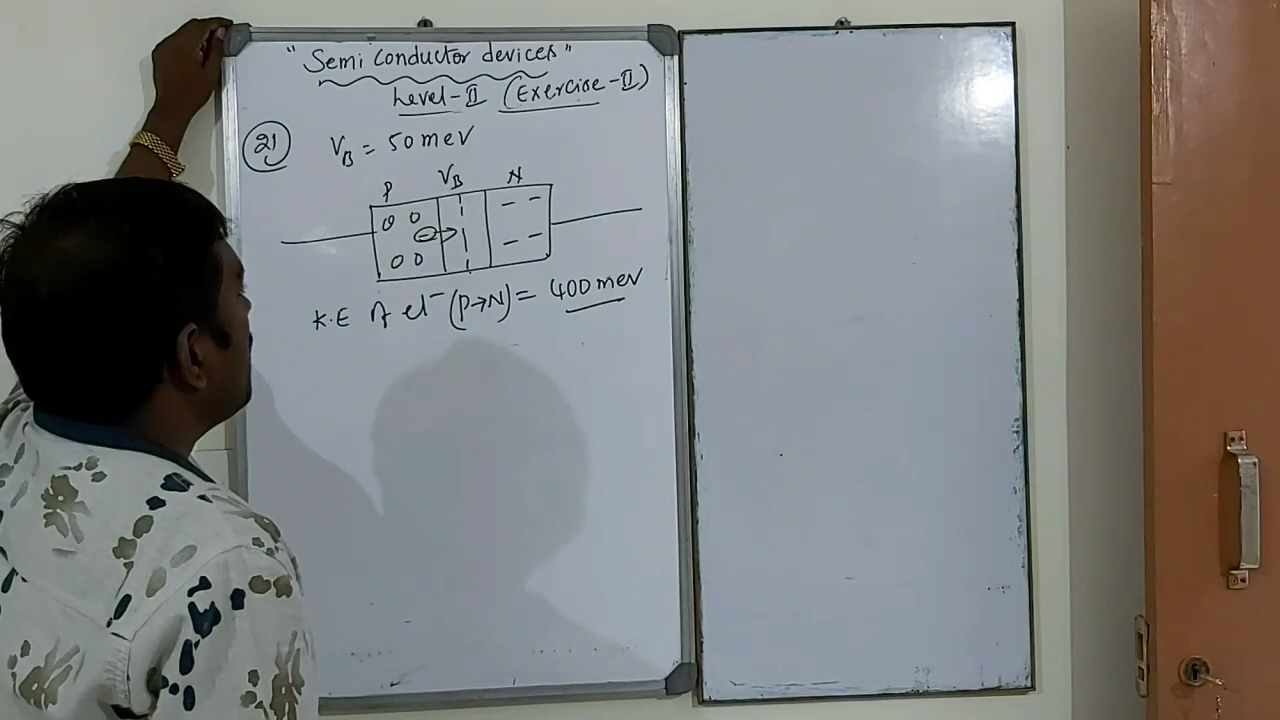 "Semi Conductor devices"
Level-II (Exercise-II)
21 V_B = 50 meV
P V_B N
K.E of el⁻ (P→N) = 400 meV